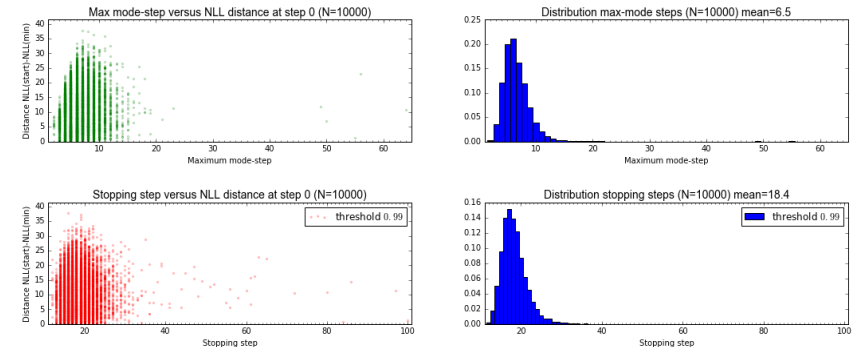 Max mode-step versus NLL distance at step 0 (N=10000)
Distance NLL(start)-NLL(min)
35
30
25
20
15
10
5
0
10 20 30 40 50 60
Maximum mode-step
Distribution max-mode steps (N=10000) mean=6.5
0.25
0.20
0.15
0.10
0.05
0.00
10 20 30 40 50 60
Maximum mode-step
Stopping step versus NLL distance at step 0 (N=10000)
Distance NLL(start)-NLL(min)
40
35
30
25
20
15
10
5
0
threshold 0.99
20 40 60 80 100
Stopping step
Distribution stopping steps (N=10000) mean=18.4
0.16
0.14
0.12
0.10
0.08
0.06
0.04
0.02
0.00
threshold 0.99
20 40 60 80 100
Stopping step